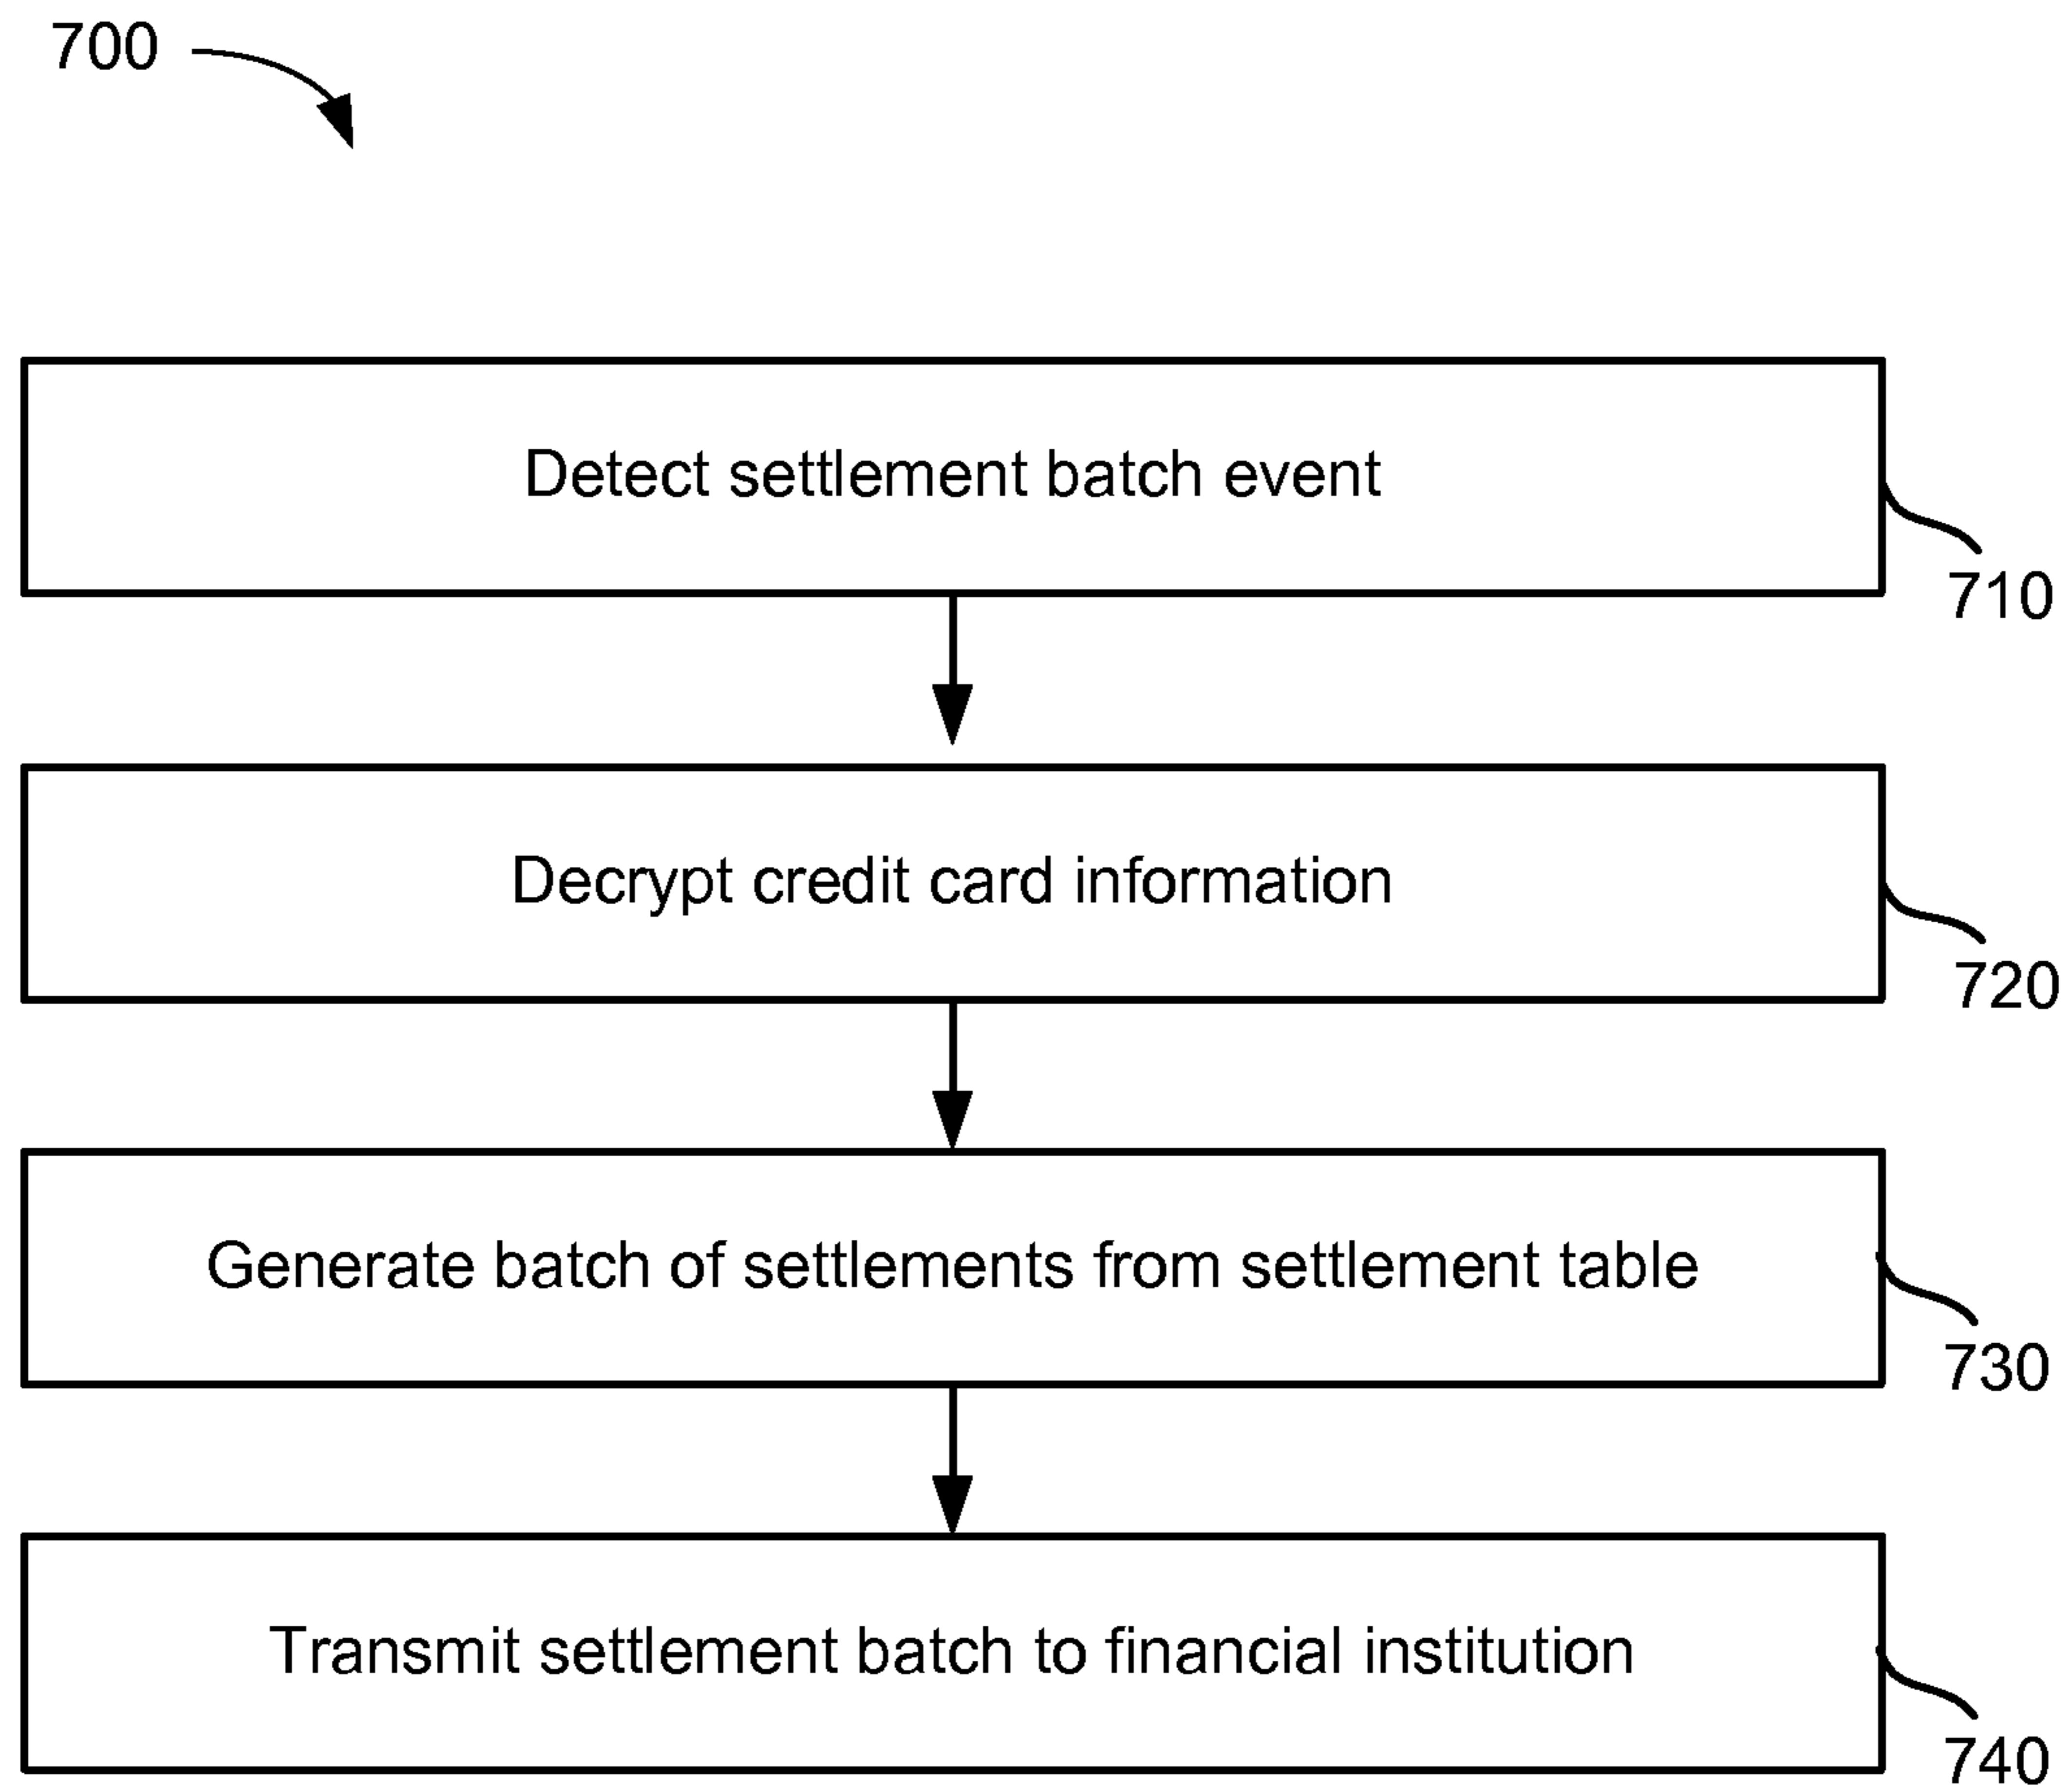 700
Detect settlement batch event
710
Decrypt credit card information
720
Generate batch of settlements from settlement table
730
Transmit settlement batch to financial institution
740